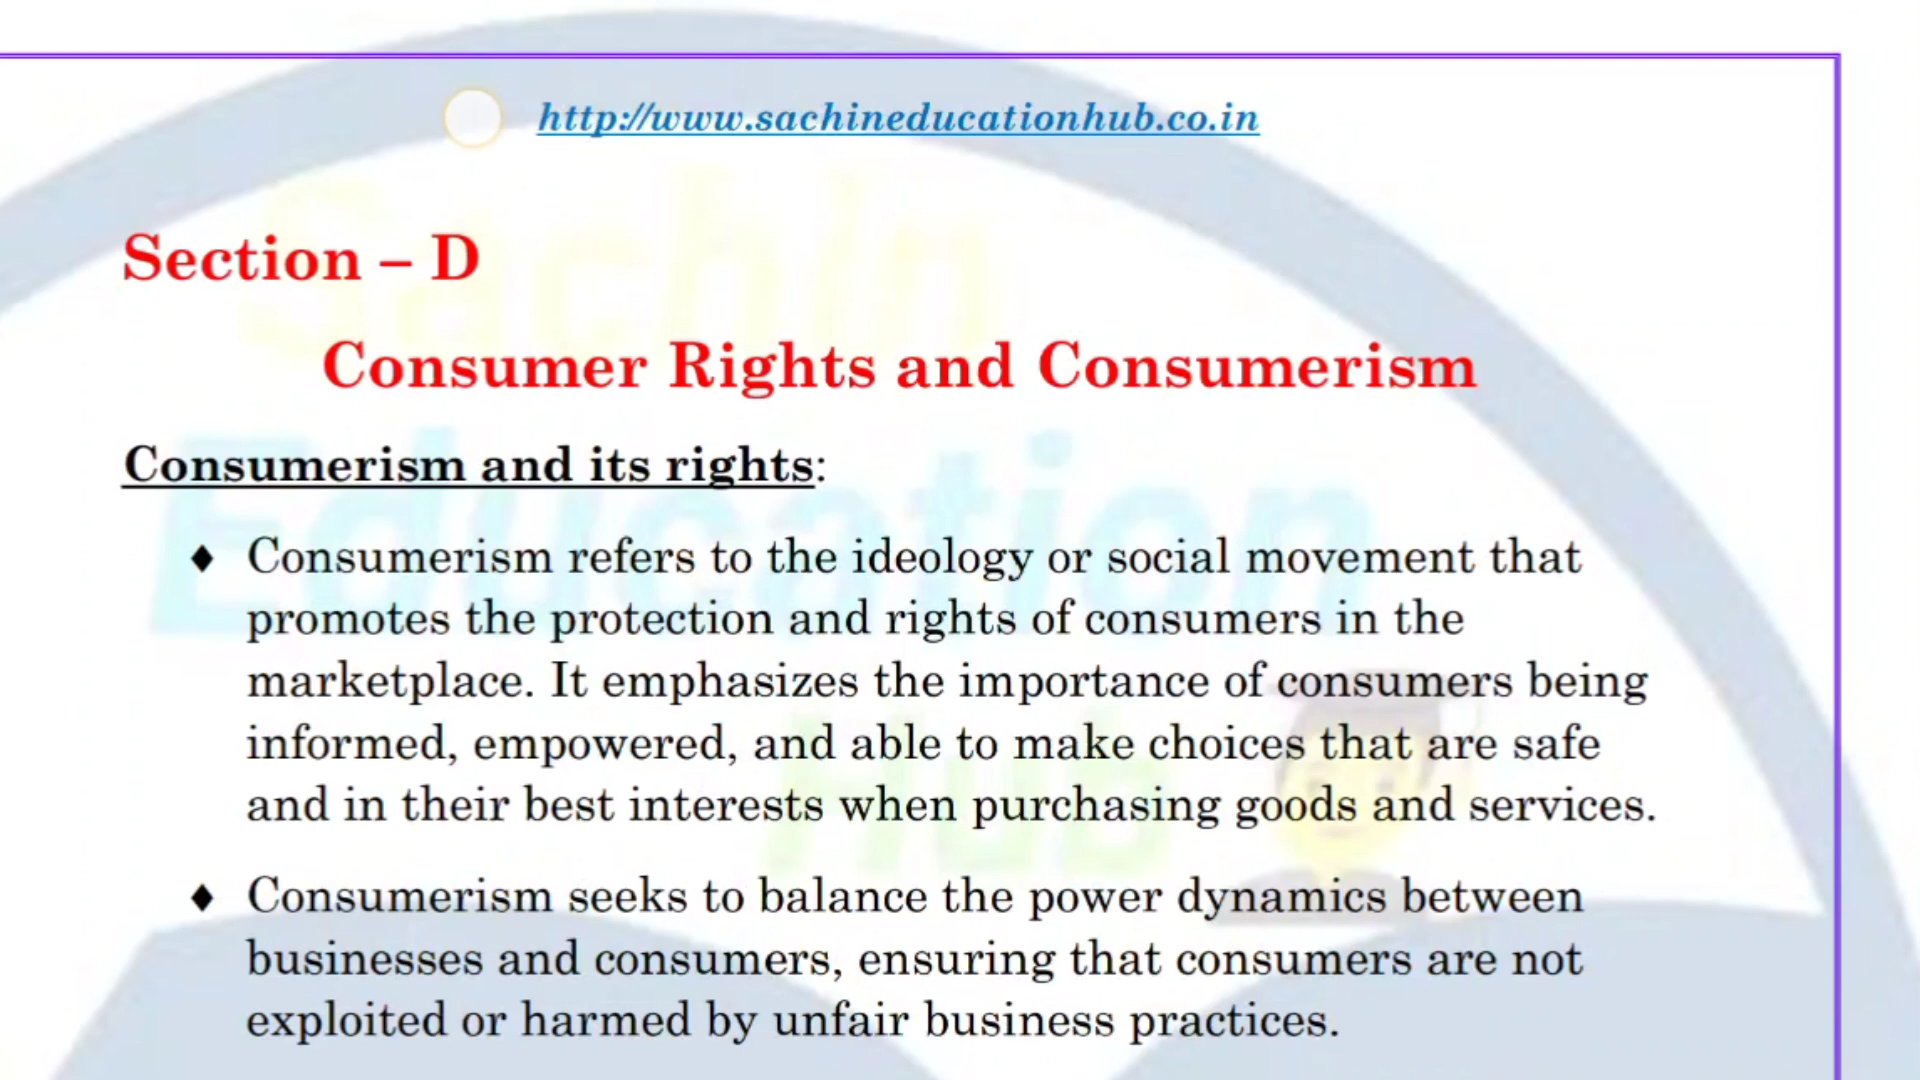 http://www.sachineducationhub.co.in
Section – D
Consumer Rights and Consumerism
Consumerism and its rights:
♦ Consumerism refers to the ideology or social movement that
promotes the protection and rights of consumers in the
marketplace. It emphasizes the importance of consumers being
informed, empowered, and able to make choices that are safe
and in their best interests when purchasing goods and services.
♦ Consumerism seeks to balance the power dynamics between
businesses and consumers, ensuring that consumers are not
exploited or harmed by unfair business practices.
Sachin
Education
Hub